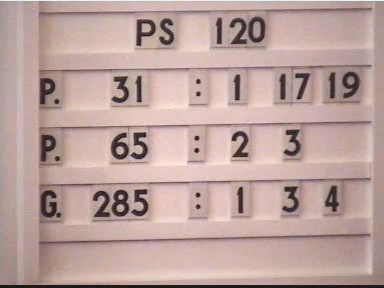 PS 120
P. 31 : 1 17 19
P. 65 : 2 3
G. 285 : 1 3 4